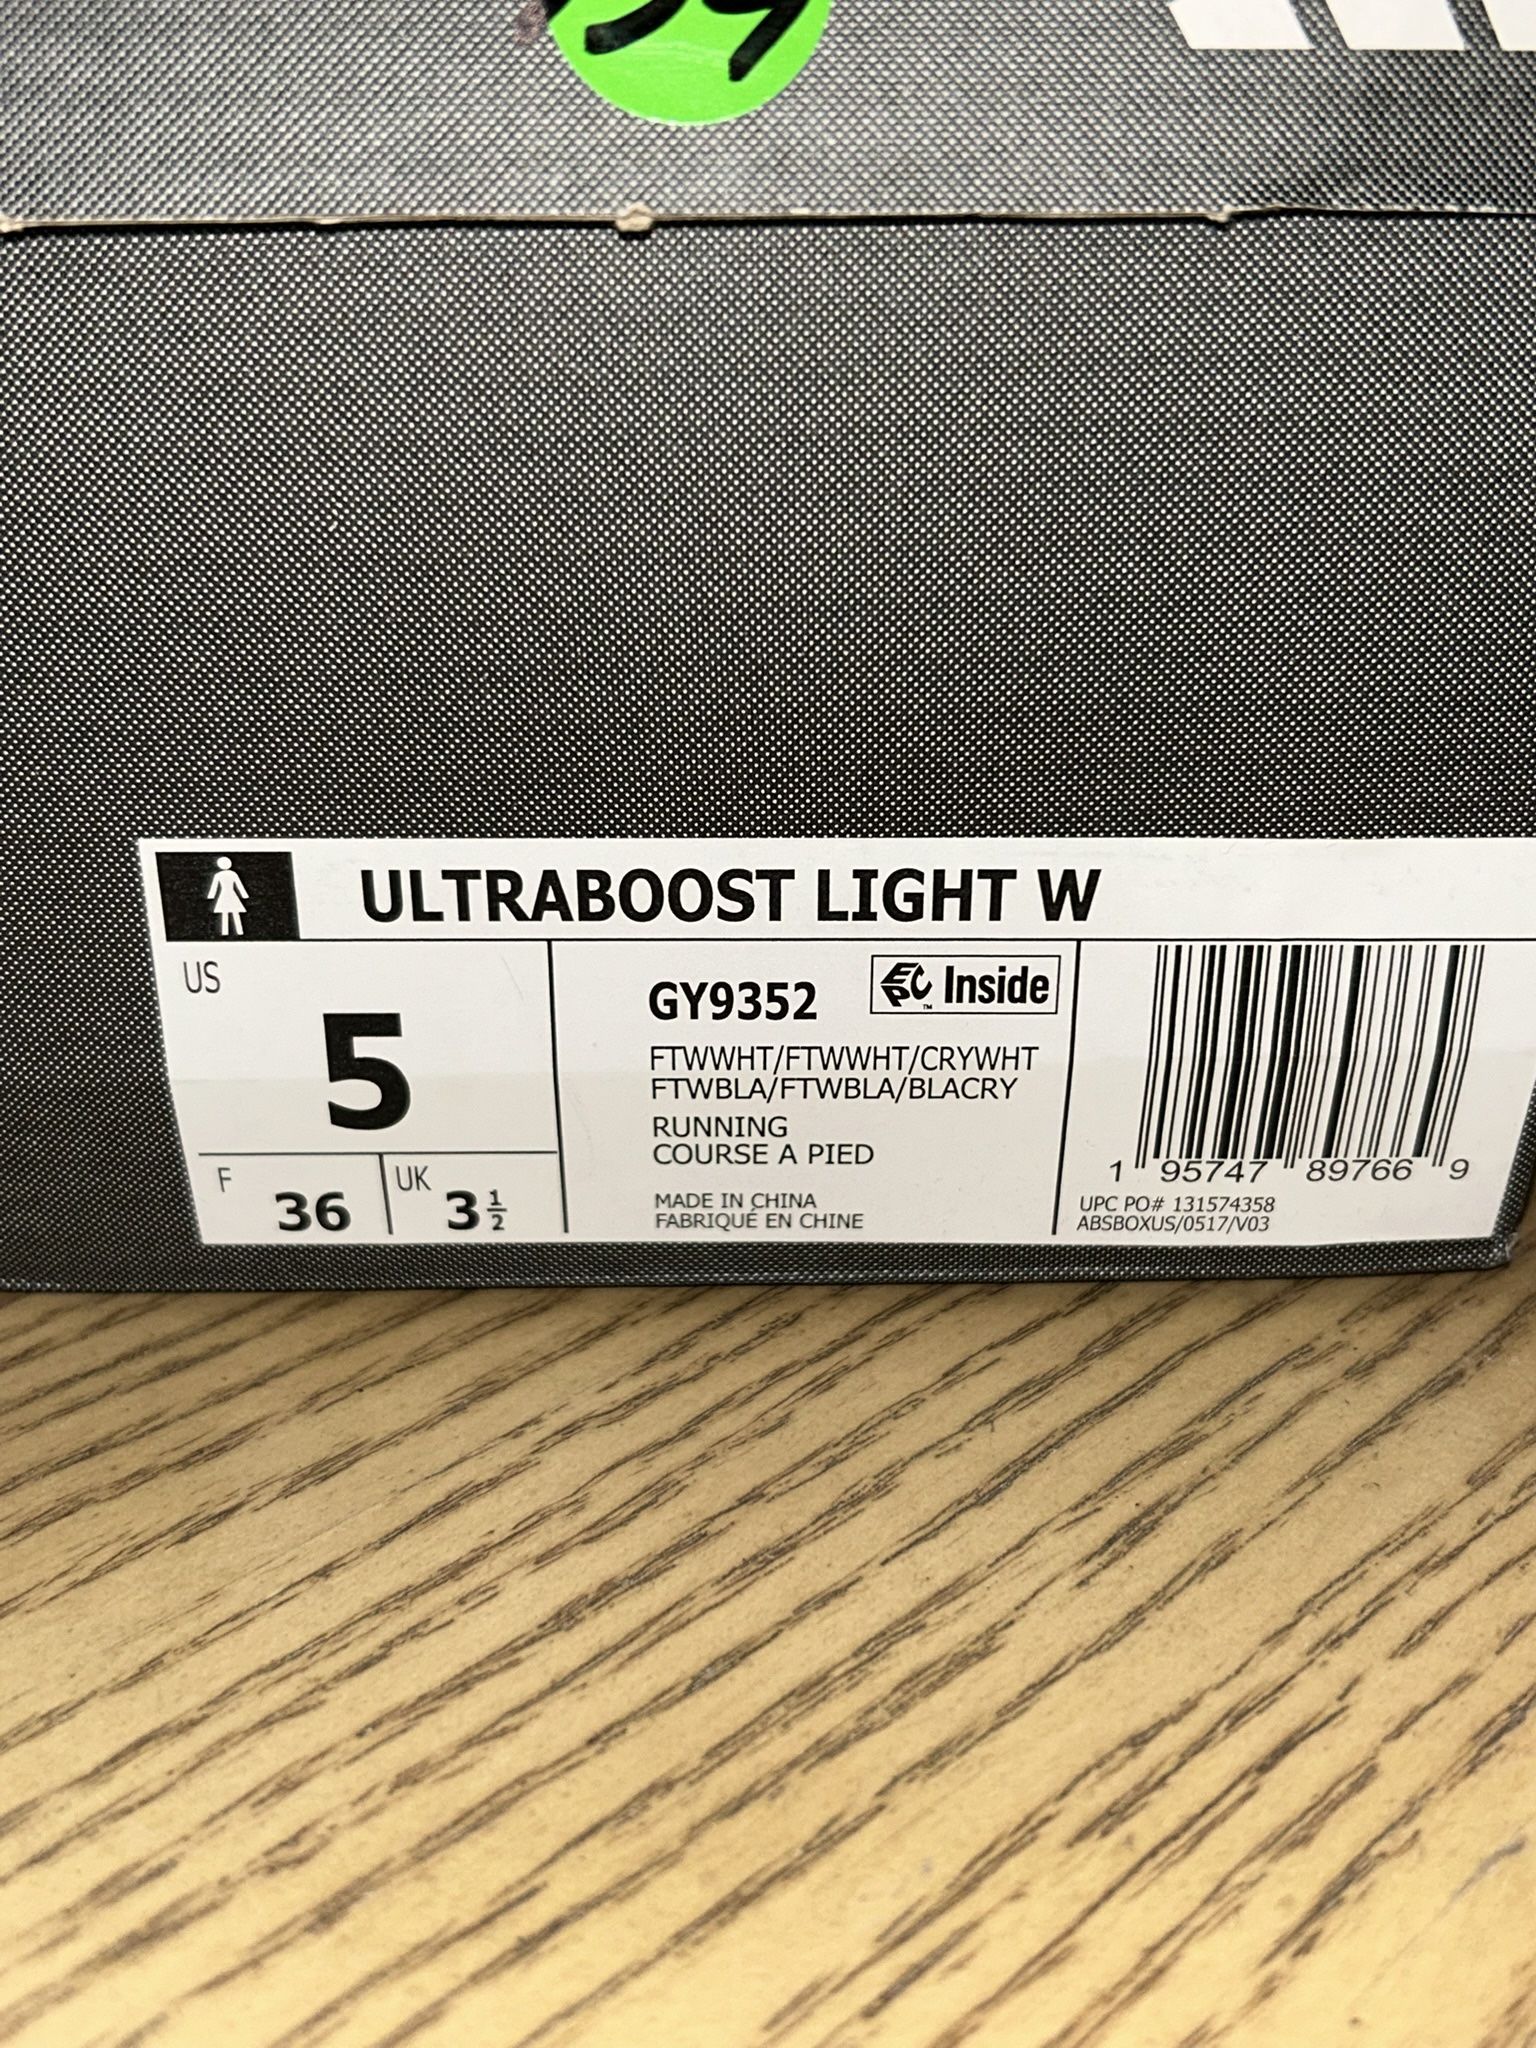 ULTRABOOST LIGHT W
US
5
F 36
UK 3 1/2
GY9352
EPC™ Inside
FTWWHT/FTWWHT/CRYWHT
FTWBLA/FTWBLA/BLACRY
RUNNING
COURSE A PIED
MADE IN CHINA
FABRIQUÉ EN CHINE
1 95747 89766 9
UPC PO# 131574358
ABSBOXUS/0517/V03